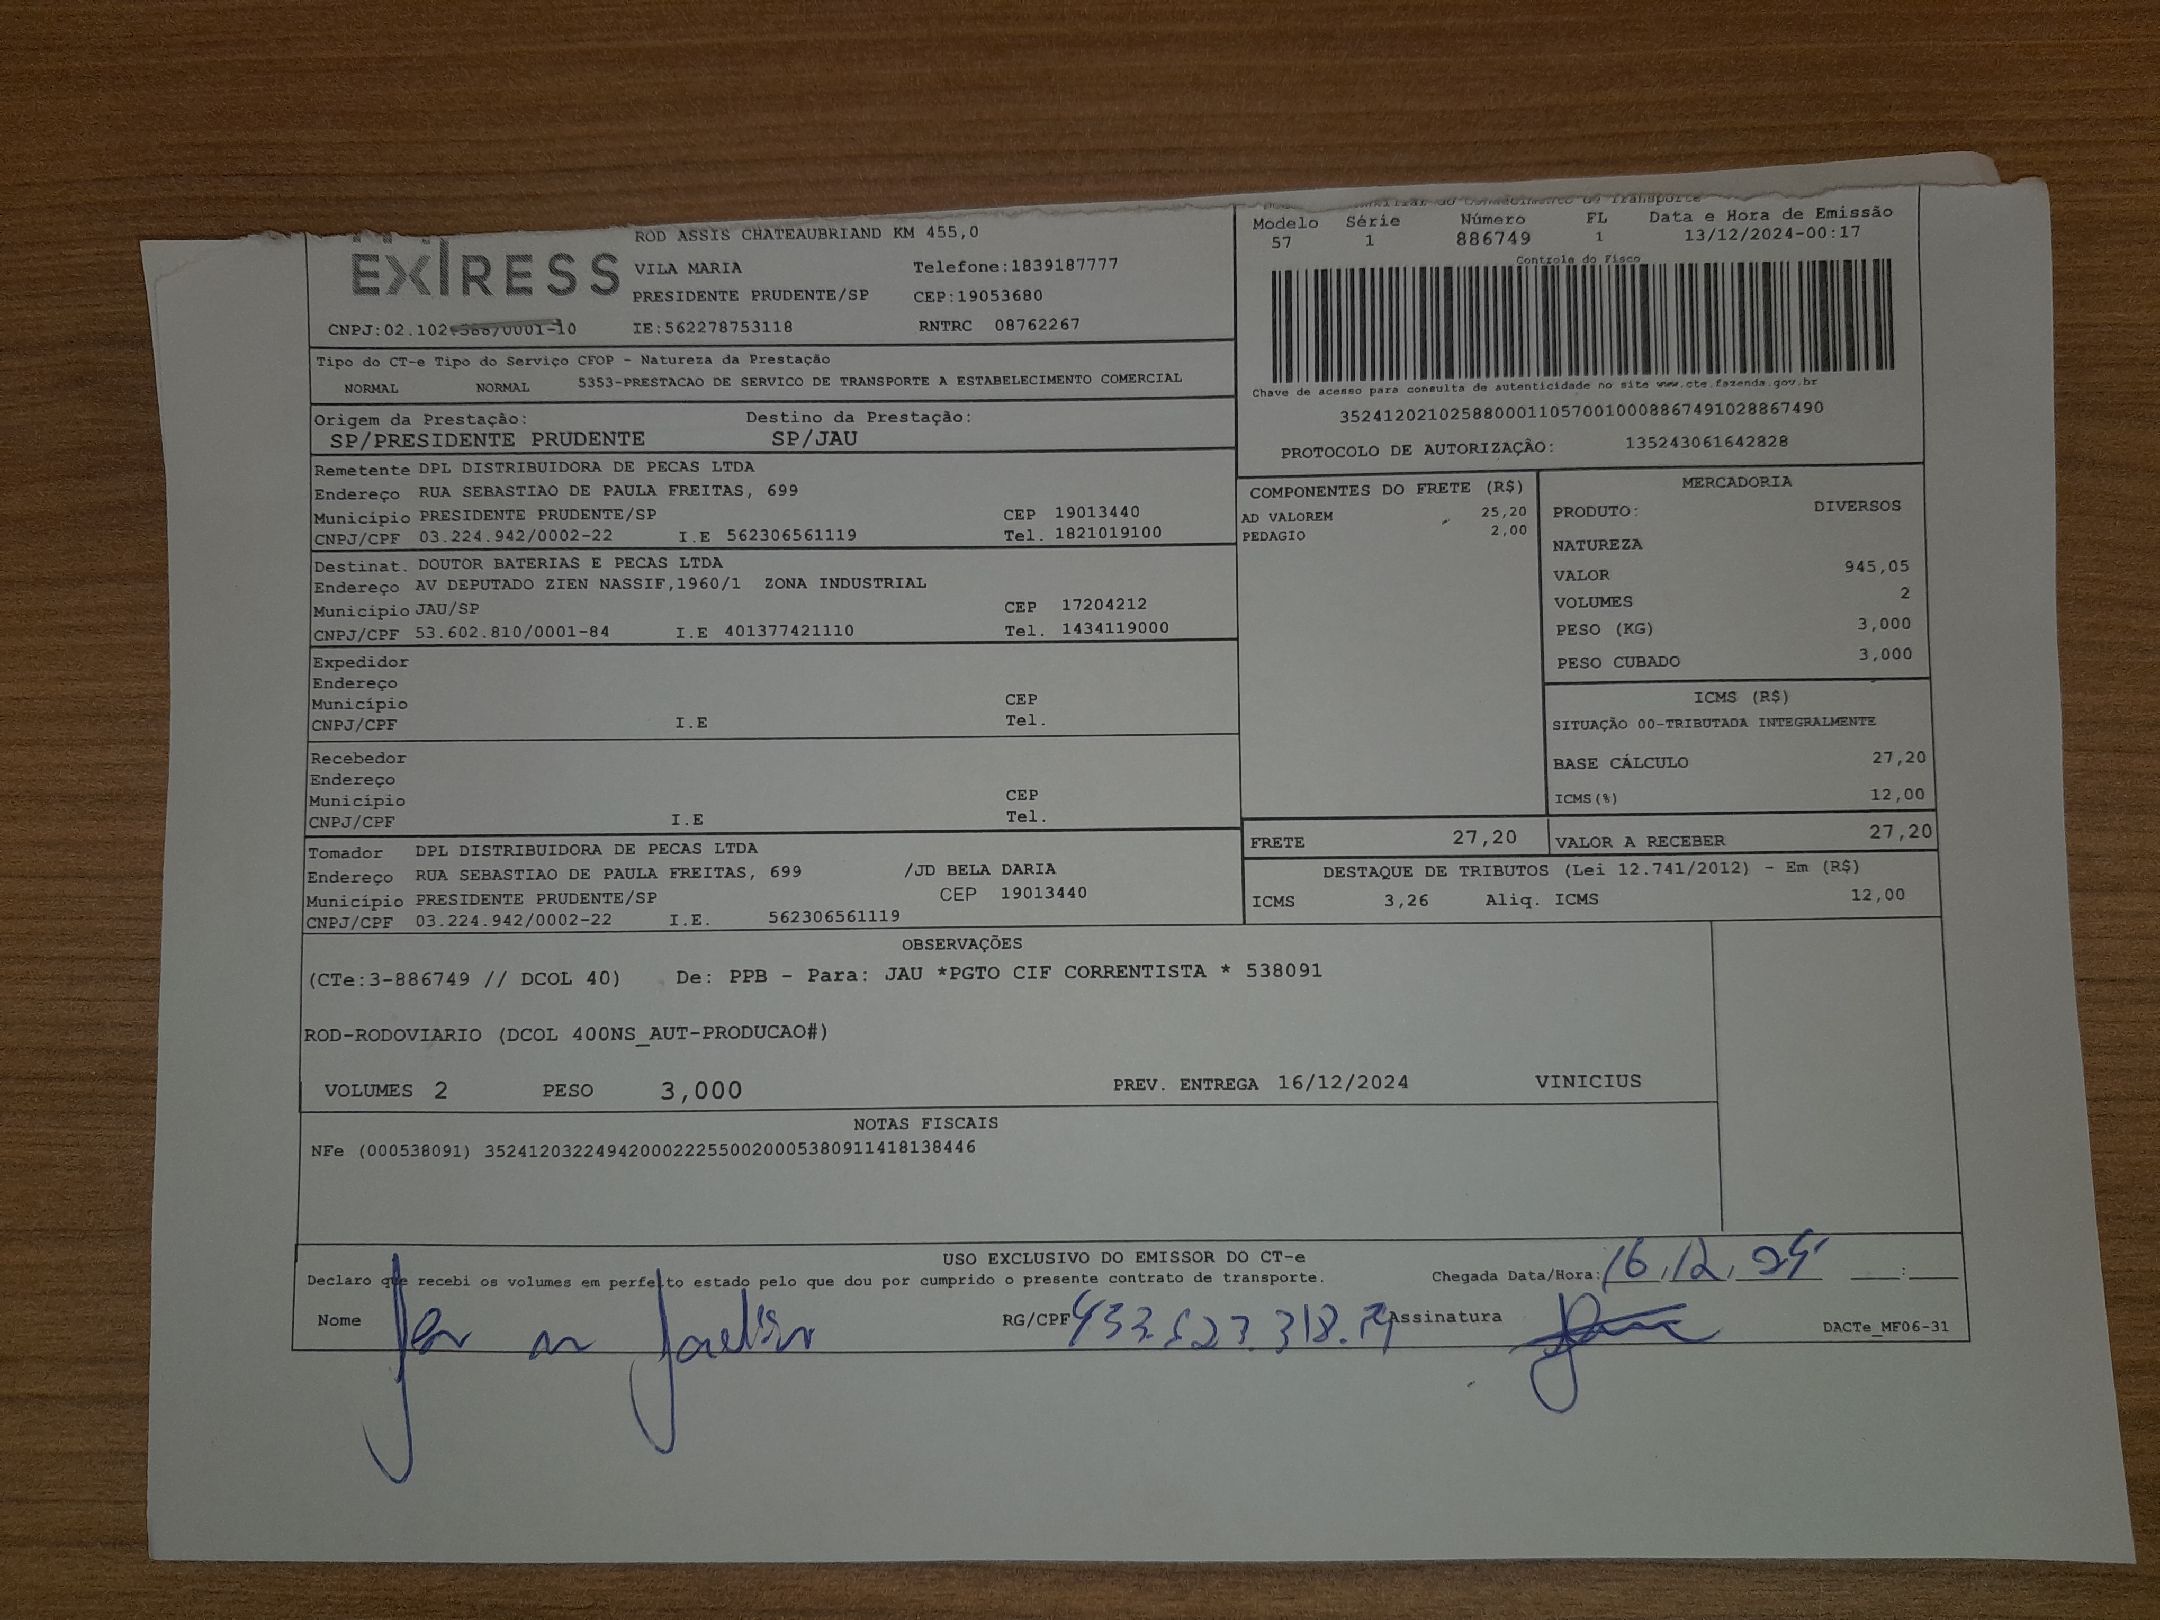 EXPRESS
ROD ASSIS CHATEAUBRIAND KM 455,0
VILA MARIA Telefone:1839187777
PRESIDENTE PRUDENTE/SP CEP:19053680
CNPJ:02.102.588/0001-10 IE:562278753118 RNTRC 08762267
Modelo Série Número FL Data e Hora de Emissão
57 1 886749 1 13/12/2024-00:17
Controle do Fisco
Chave de acesso para consulta de autenticidade no site www.cte.fazenda.gov.br
35241202102588000110570010008867491028867490
PROTOCOLO DE AUTORIZAÇÃO: 135243061642828
Tipo do CT-e Tipo do Serviço CFOP - Natureza da Prestação
NORMAL NORMAL 5353-PRESTACAO DE SERVICO DE TRANSPORTE A ESTABELECIMENTO COMERCIAL
Origem da Prestação: Destino da Prestação:
SP/PRESIDENTE PRUDENTE SP/JAU
Remetente DPL DISTRIBUIDORA DE PECAS LTDA
Endereço RUA SEBASTIAO DE PAULA FREITAS, 699
Município PRESIDENTE PRUDENTE/SP CEP 19013440
CNPJ/CPF 03.224.942/0002-22 I.E 562306561119 Tel. 1821019100
Destinat. DOUTOR BATERIAS E PECAS LTDA
Endereço AV DEPUTADO ZIEN NASSIF,1960/1 ZONA INDUSTRIAL
Município JAU/SP CEP 17204212
CNPJ/CPF 53.602.810/0001-84 I.E 401377421110 Tel. 1434119000
Expedidor
Endereço
Município CEP
CNPJ/CPF I.E Tel.
Recebedor
Endereço
Município CEP
CNPJ/CPF I.E Tel.
Tomador DPL DISTRIBUIDORA DE PECAS LTDA
Endereço RUA SEBASTIAO DE PAULA FREITAS, 699 /JD BELA DARIA
Município PRESIDENTE PRUDENTE/SP CEP 19013440
CNPJ/CPF 03.224.942/0002-22 I.E. 562306561119
COMPONENTES DO FRETE (R$)
AD VALOREM 25,20
PEDAGIO 2,00
MERCADORIA
PRODUTO: DIVERSOS
NATUREZA
VALOR 945,05
VOLUMES 2
PESO (KG) 3,000
PESO CUBADO 3,000
ICMS (R$)
SITUAÇÃO 00-TRIBUTADA INTEGRALMENTE
BASE CÁLCULO 27,20
ICMS(%) 12,00
FRETE 27,20 VALOR A RECEBER 27,20
DESTAQUE DE TRIBUTOS (Lei 12.741/2012) - Em (R$)
ICMS 3,26 Aliq. ICMS 12,00
OBSERVAÇÕES
(CTe:3-886749 // DCOL 40) De: PPB - Para: JAU *PGTO CIF CORRENTISTA * 538091
ROD-RODOVIARIO (DCOL 400NS_AUT-PRODUCAO#)
VOLUMES 2 PESO 3,000 PREV. ENTREGA 16/12/2024 VINICIUS
NOTAS FISCAIS
NFe (000538091) 35241203224942000222550020005380911418138446
USO EXCLUSIVO DO EMISSOR DO CT-e
Declaro que recebi os volumes em perfeito estado pelo que dou por cumprido o presente contrato de transporte. Chegada Data/Hora: 16,12,24 :
Nome RG/CPF Assinatura
DACTe_MF06-31